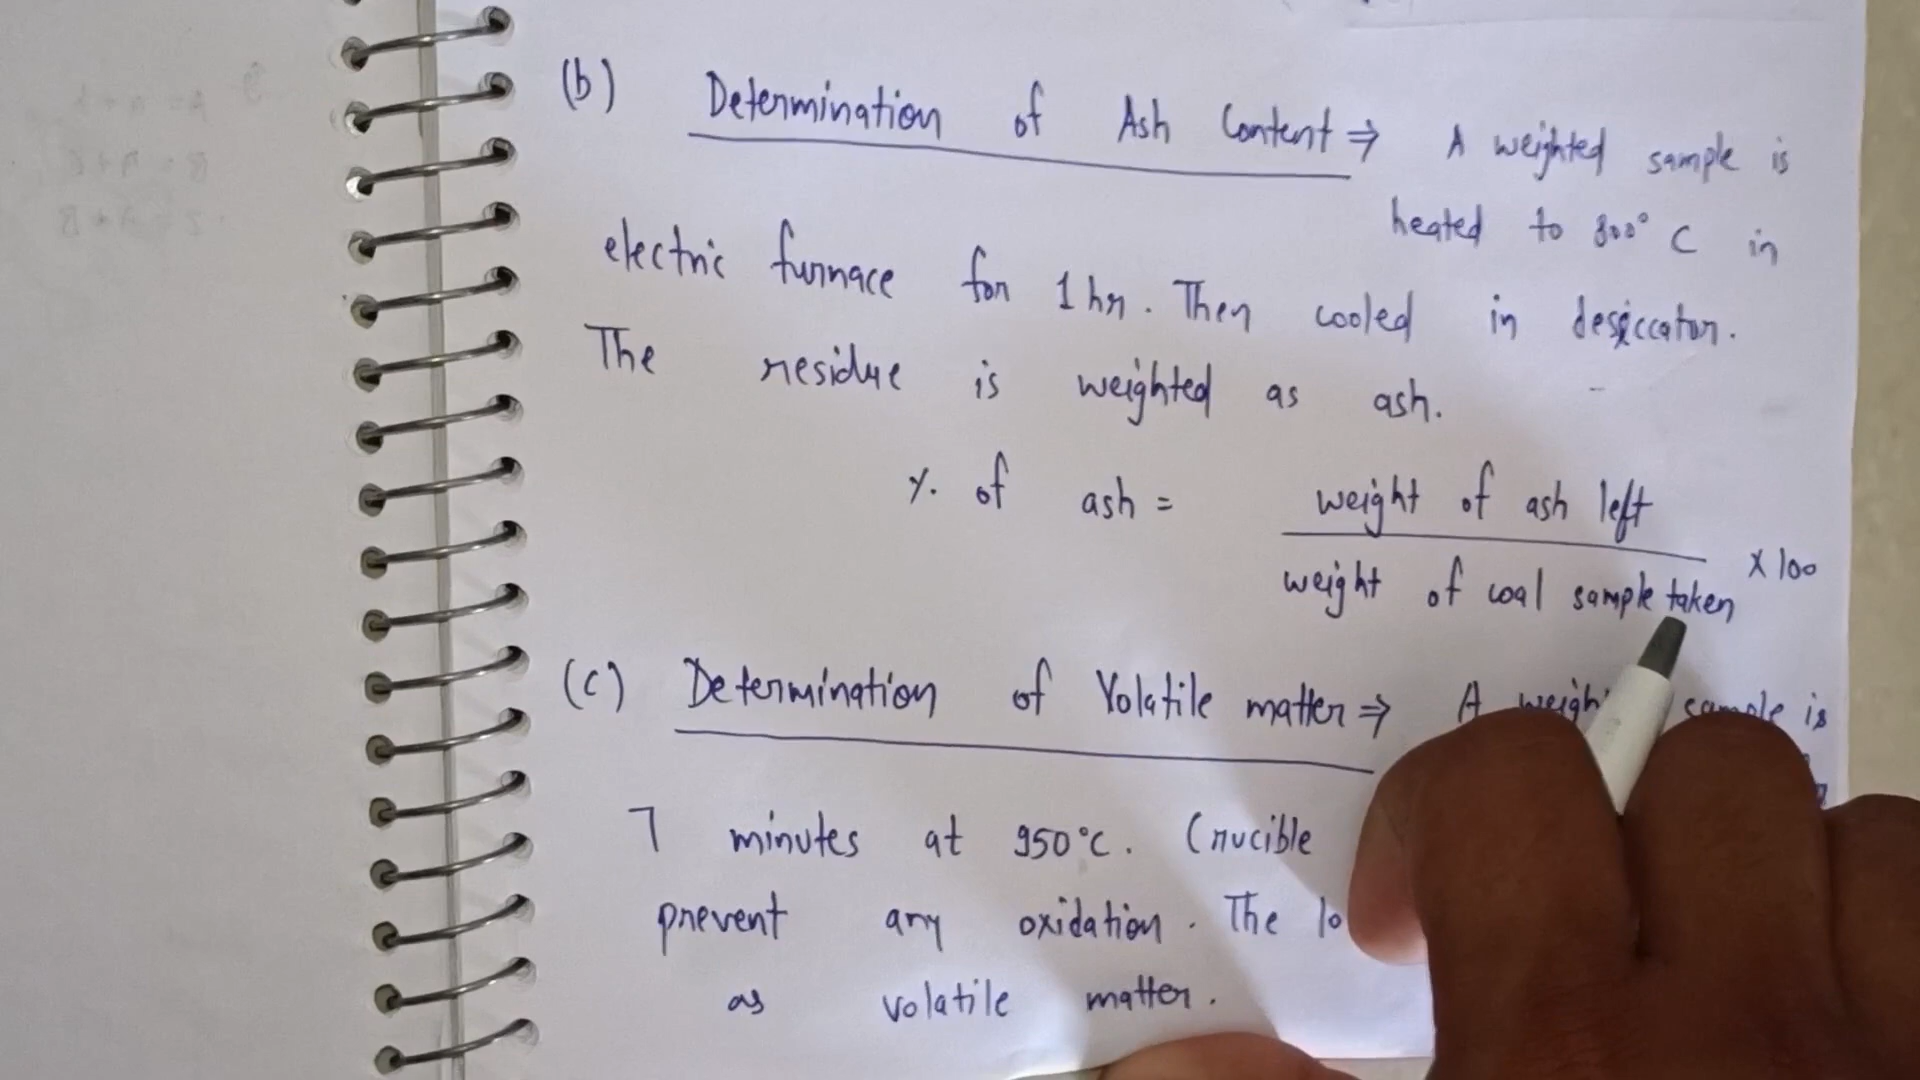 (b) Determination of Ash Content ⇒ A weighted sample is
heated to 800° C in
electric furnace for 1 hr. Then cooled in desiccator.
The residue is weighted as ash.
% of ash = weight of ash left
weight of coal sample taken
× 100
(c) Determination of Volatile matter ⇒ A sample is
7 minutes at 950°C. Crucible
prevent any oxidation. The
as volatile matter.